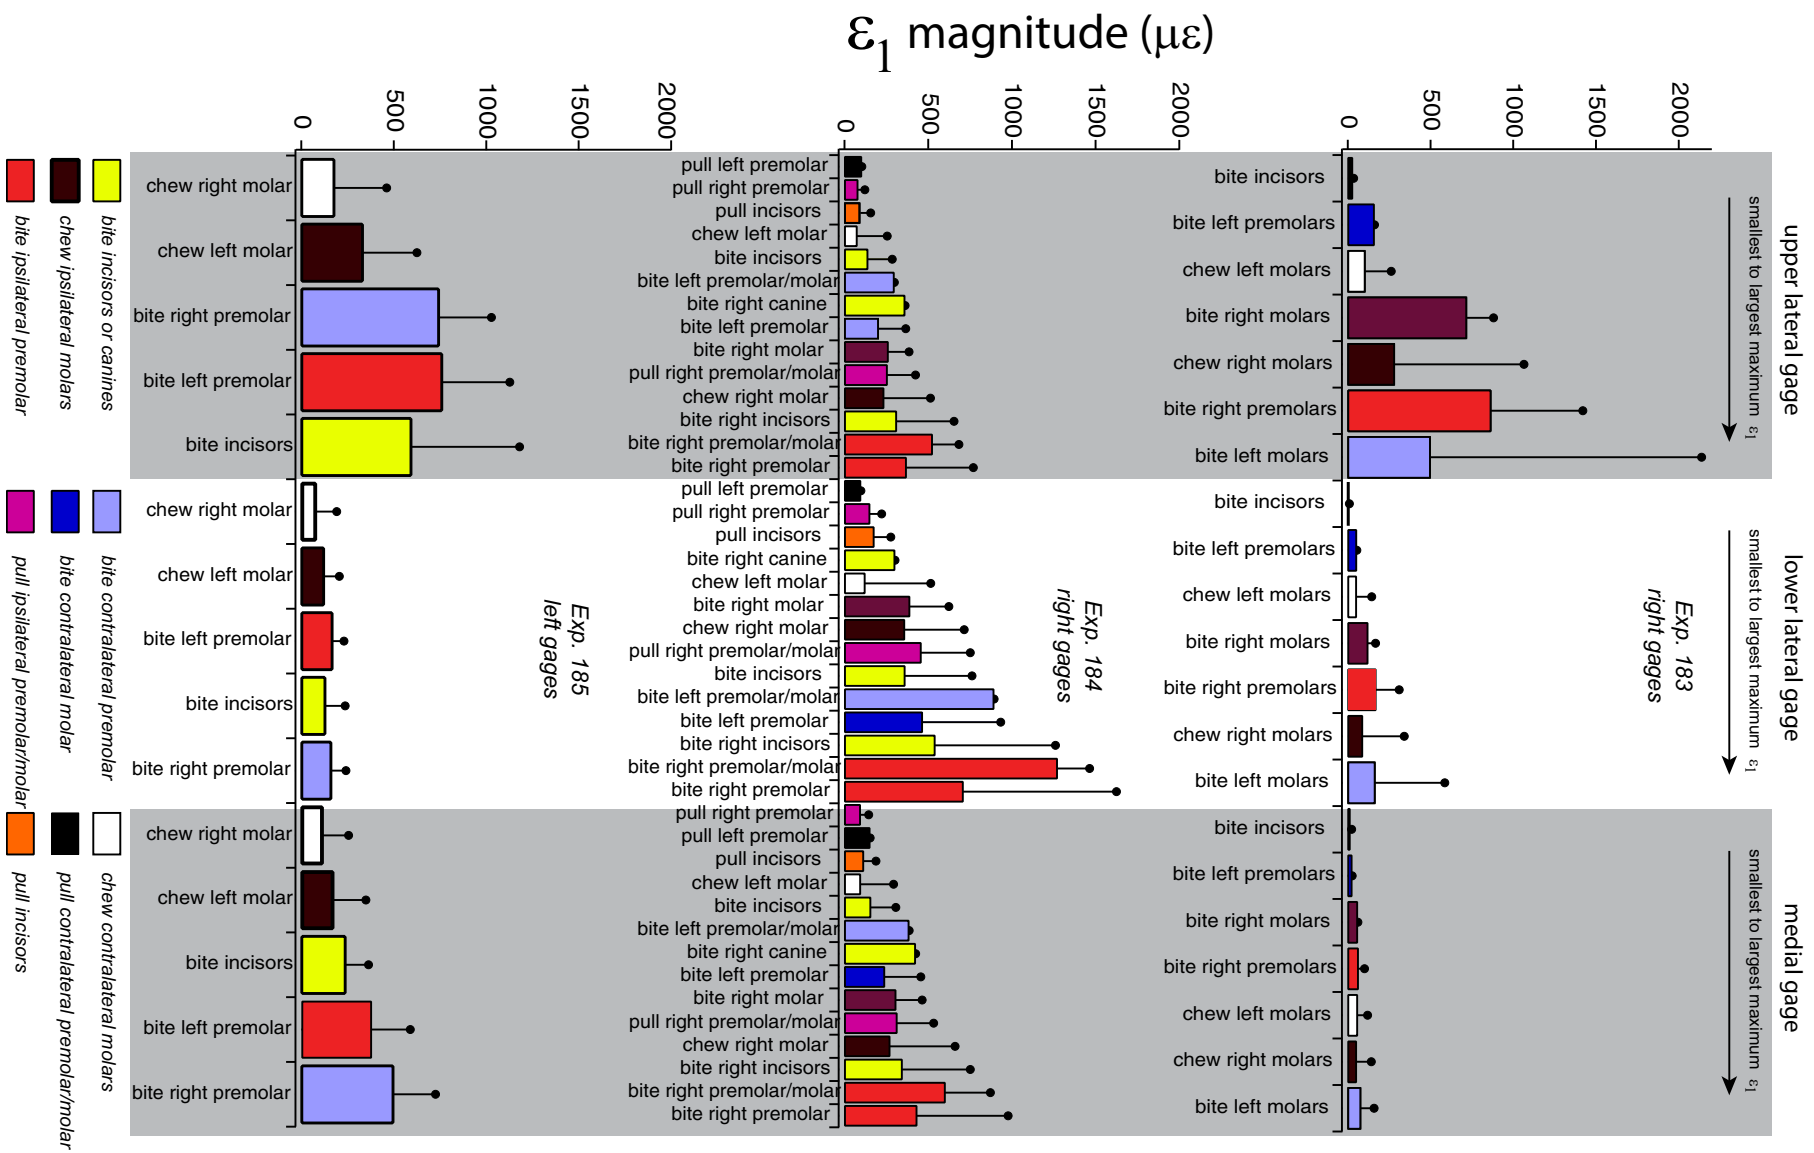 ε1 magnitude (με)
0
500
1000
1500
2000
chew right molar
chew left molar
bite right premolar
bite left premolar
bite incisors
chew right molar
chew left molar
bite left premolar
bite incisors
bite right premolar
chew right molar
chew left molar
bite incisors
bite left premolar
bite right premolar
Exp. 185
left gages
0
500
1000
1500
2000
pull left premolar
pull right premolar
pull incisors
chew left molar
bite incisors
bite left premolar/molar
bite right canine
bite left premolar
bite right molar
pull right premolar/molar
chew right molar
bite right incisors
bite right premolar/molar
bite right premolar
pull left premolar
pull right premolar
pull incisors
bite right canine
chew left molar
bite right molar
chew right molar
pull right premolar/molar
bite incisors
bite left premolar/molar
bite left premolar
bite right incisors
bite right premolar/molar
bite right premolar
pull right premolar
pull left premolar
pull incisors
chew left molar
bite incisors
bite left premolar/molar
bite right canine
bite left premolar
bite right molar
pull right premolar/molar
chew right molar
bite right incisors
bite right premolar/molar
bite right premolar
Exp. 184
right gages
0
500
1000
1500
2000
bite incisors
bite left premolars
chew left molars
bite right molars
chew right molars
bite right premolars
bite left molars
bite incisors
bite left premolars
chew left molars
bite right molars
bite right premolars
chew right molars
bite left molars
bite incisors
bite left premolars
bite right molars
bite right premolars
chew left molars
chew right molars
bite left molars
Exp. 183
right gages
smallest to largest maximum ε1
smallest to largest maximum ε1
smallest to largest maximum ε1
upper lateral gage
lower lateral gage
medial gage
bite incisors or canines
chew ipsilateral molars
bite ipsilateral premolar
bite contralateral premolar
bite contralateral molar
pull ipsilateral premolar/molar
chew contralateral molars
pull contralateral premolar/molar
pull incisors